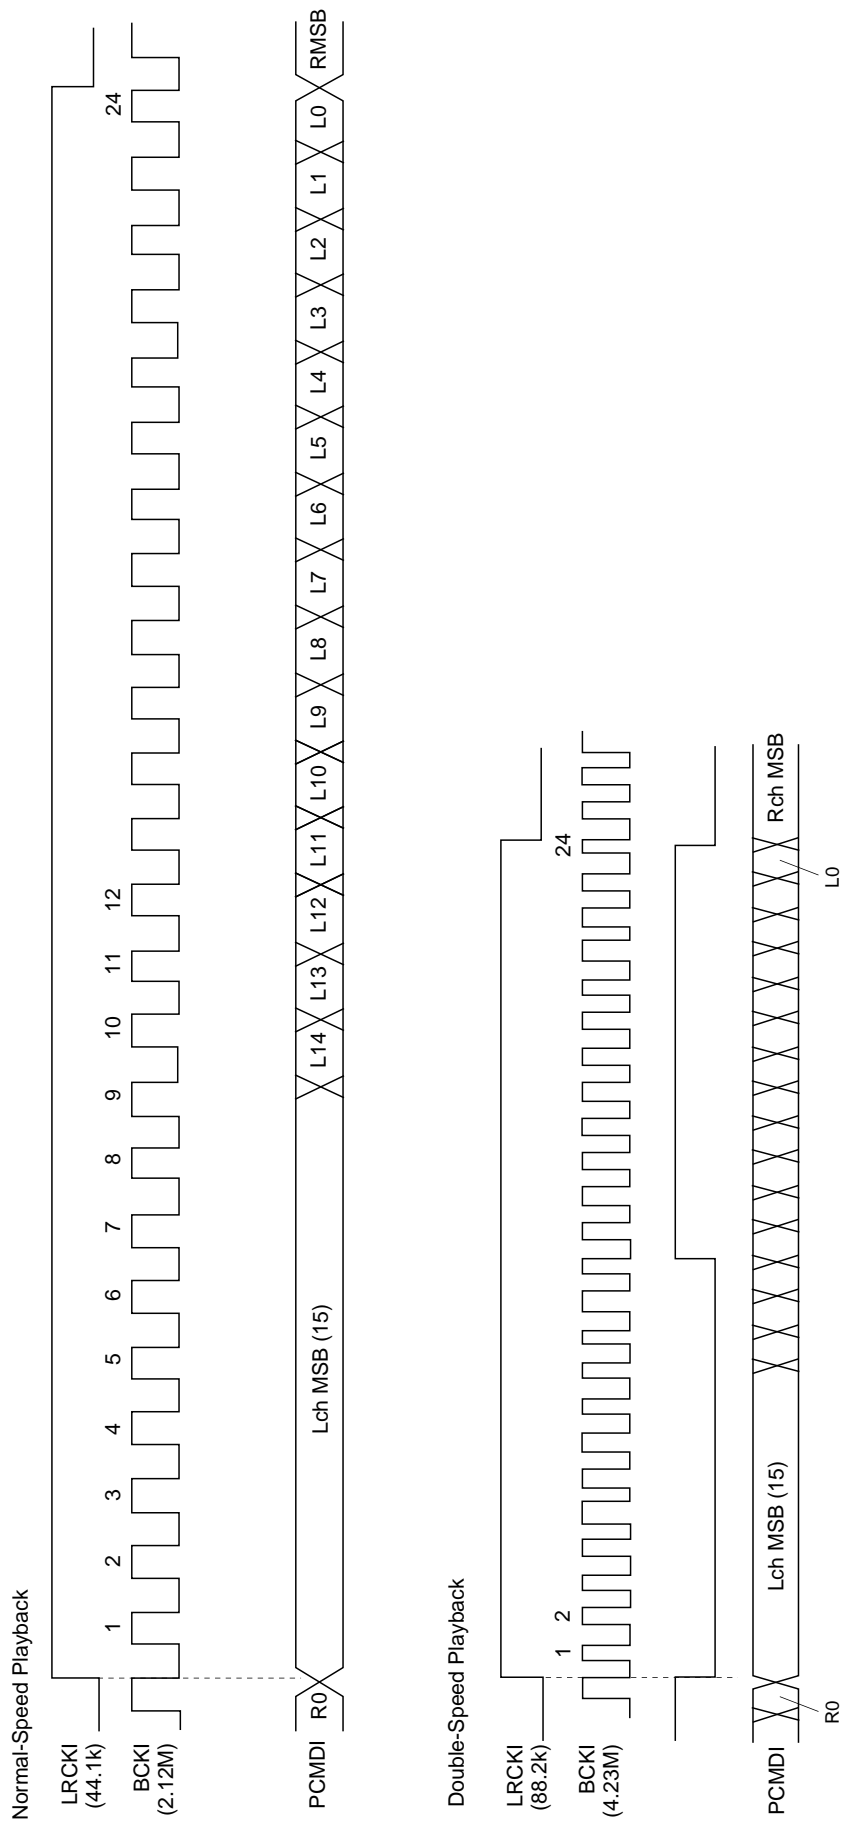 Normal-Speed Playback
LRCKI
(44.1k)
BCKI
(2.12M)
1 2 3 4 5 6 7 8 9 10 11 12 24
PCMDI
R0 Lch MSB (15) L14 L13 L12 L11 L10 L9 L8 L7 L6 L5 L4 L3 L2 L1 L0 RMSB
Double-Speed Playback
LRCKI
(88.2k)
BCKI
(4.23M)
1 2 24
PCMDI
Lch MSB (15) Rch MSB
R0 L0